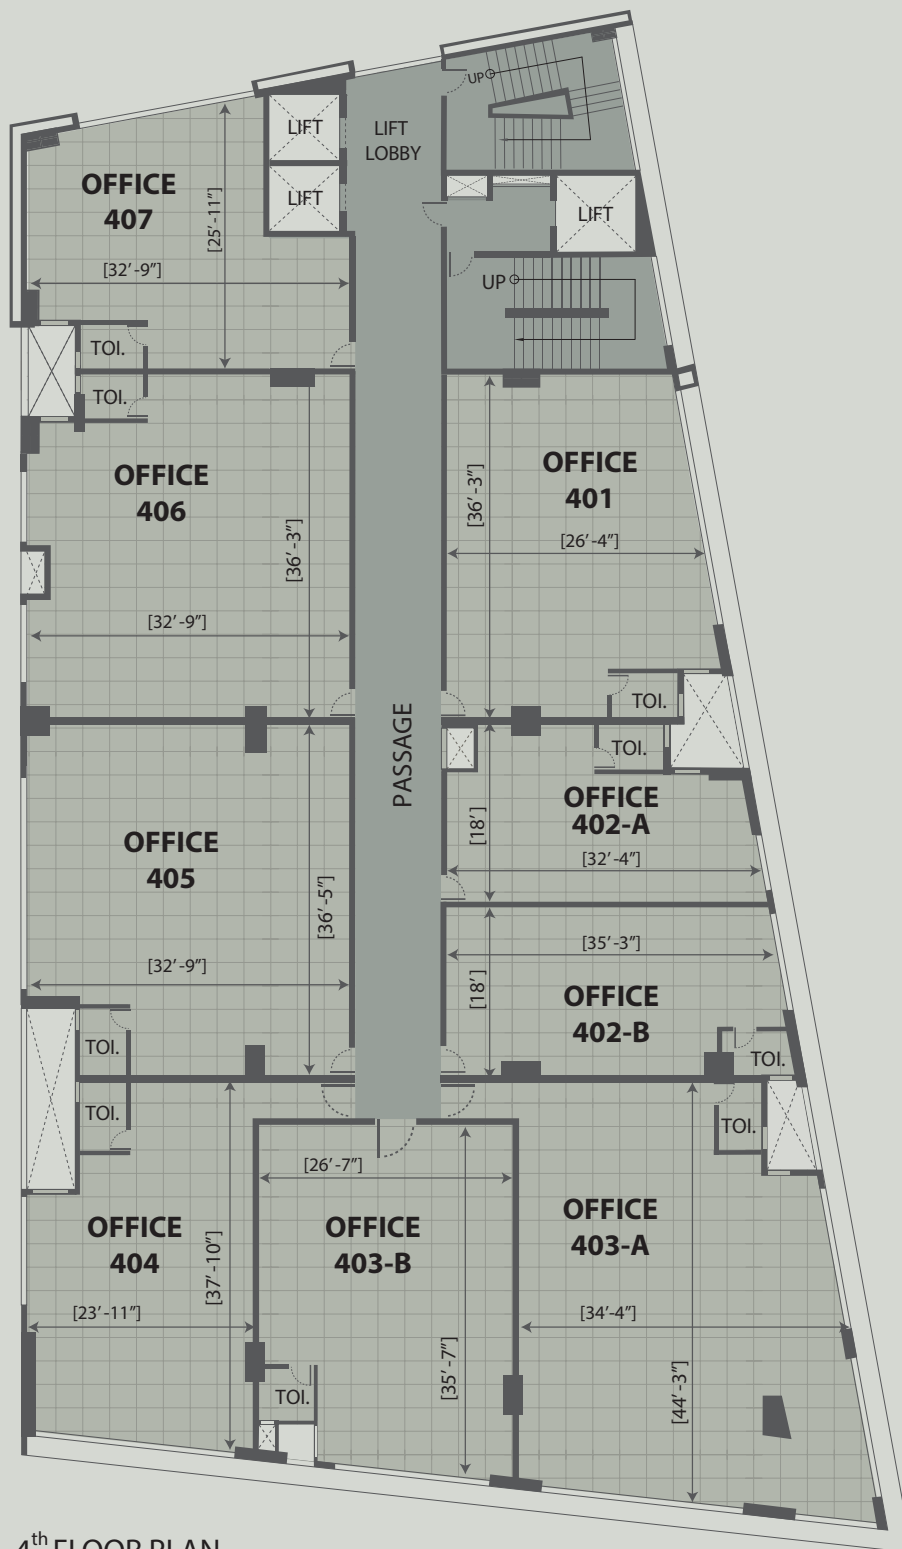 UP
LIFT
LIFT
LOBBY
OFFICE
407
[25'-11"]
LIFT
LIFT
[32'-9"]
UP
TOI.
TOI.
OFFICE
406
[36'-3"]
[32'-9"]
OFFICE
401
[36'-3"]
[26'-4"]
TOI.
TOI.
PASSAGE
OFFICE
402-A
[18']
[32'-4"]
OFFICE
405
[36'-5"]
[32'-9"]
[35'-3"]
[18']
OFFICE
402-B
TOI.
TOI.
TOI.
TOI.
[26'-7"]
OFFICE
404
[37'-10"]
[23'-11"]
OFFICE
403-B
[35'-7"]
TOI.
OFFICE
403-A
[34'-4"]
[44'-3"]
4th FLOOR PLAN